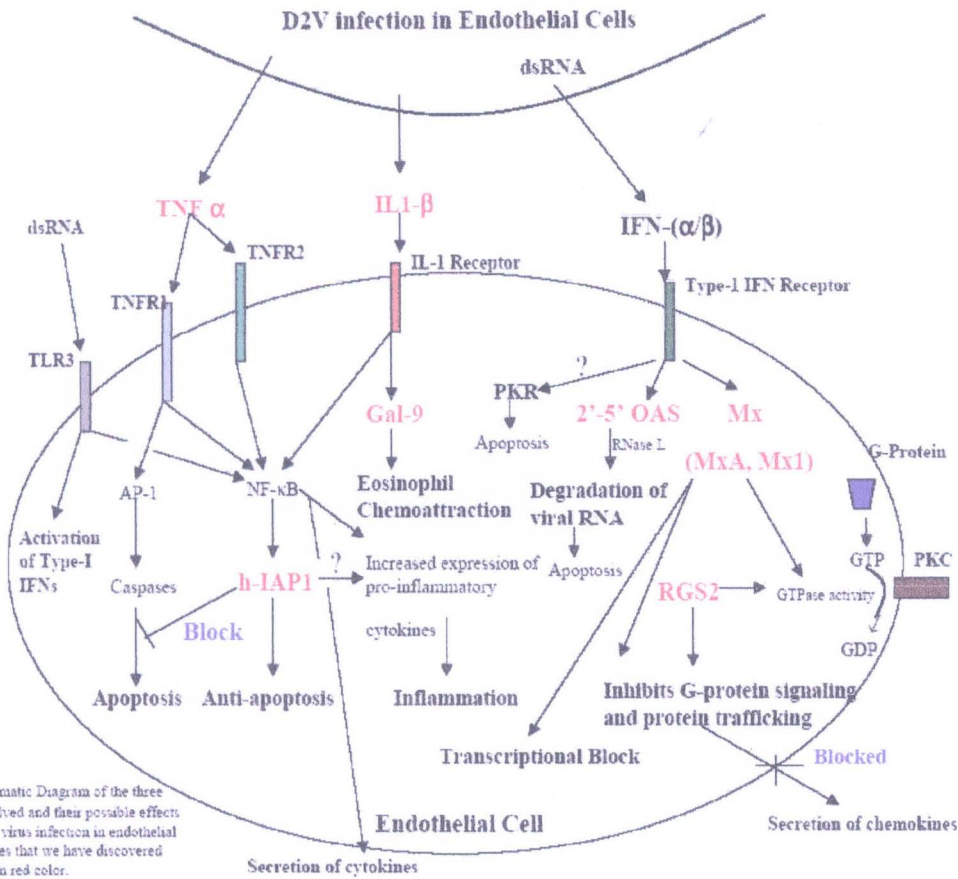 D2V infection in Endothelial Cells
dsRNA
TNF α
IL1-β
IFN-(α/β)
dsRNA
TNFR2
IL-1 Receptor
Type-1 IFN Receptor
TNFR1
TLR3
?
PKR
2'-5' OAS
Mx
Gal-9
Apoptosis
RNase L
(MxA, Mx1)
G-Protein
AP-1
NF-κB
Eosinophil
Chemoattraction
Degradation of
viral RNA
Activation
of Type-I
IFNs
GTP
PKC
Caspases
h-IAP1
?
Increased expression of
pro-inflammatory
cytokines
Apoptosis
RGS2
GTPase activity
Block
GDP
Apoptosis
Anti-apoptosis
Inflammation
Inhibits G-protein signaling
and protein trafficking
Transcriptional Block
Blocked
matic Diagram of the three
lved and their possible effects
virus infection in endothelial
es that we have discovered
n red color.
Endothelial Cell
Secretion of chemokines
Secretion of cytokines